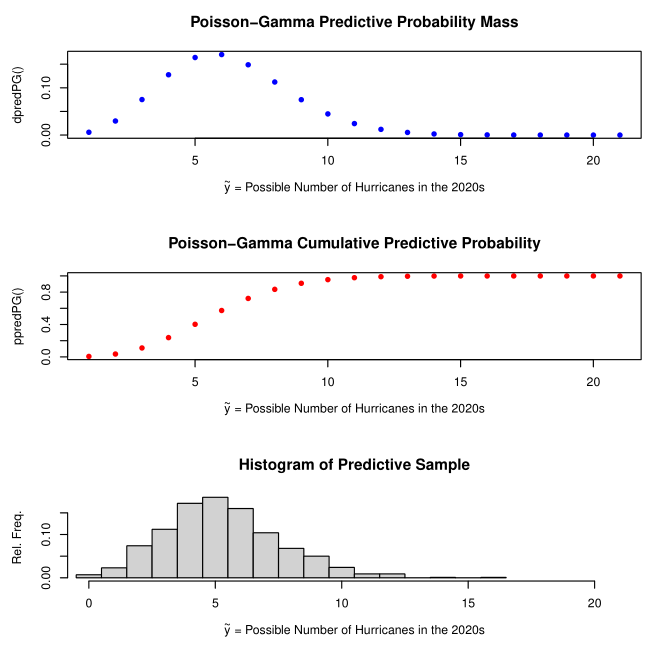 Poisson−Gamma Predictive Probability Mass
dpredPG()
0.00 0.10
5 10 15 20
ỹ = Possible Number of Hurricanes in the 2020s
Poisson−Gamma Cumulative Predictive Probability
ppredPG()
0.0 0.4 0.8
5 10 15 20
ỹ = Possible Number of Hurricanes in the 2020s
Histogram of Predictive Sample
Rel. Freq.
0.00 0.10
0 5 10 15 20
ỹ = Possible Number of Hurricanes in the 2020s